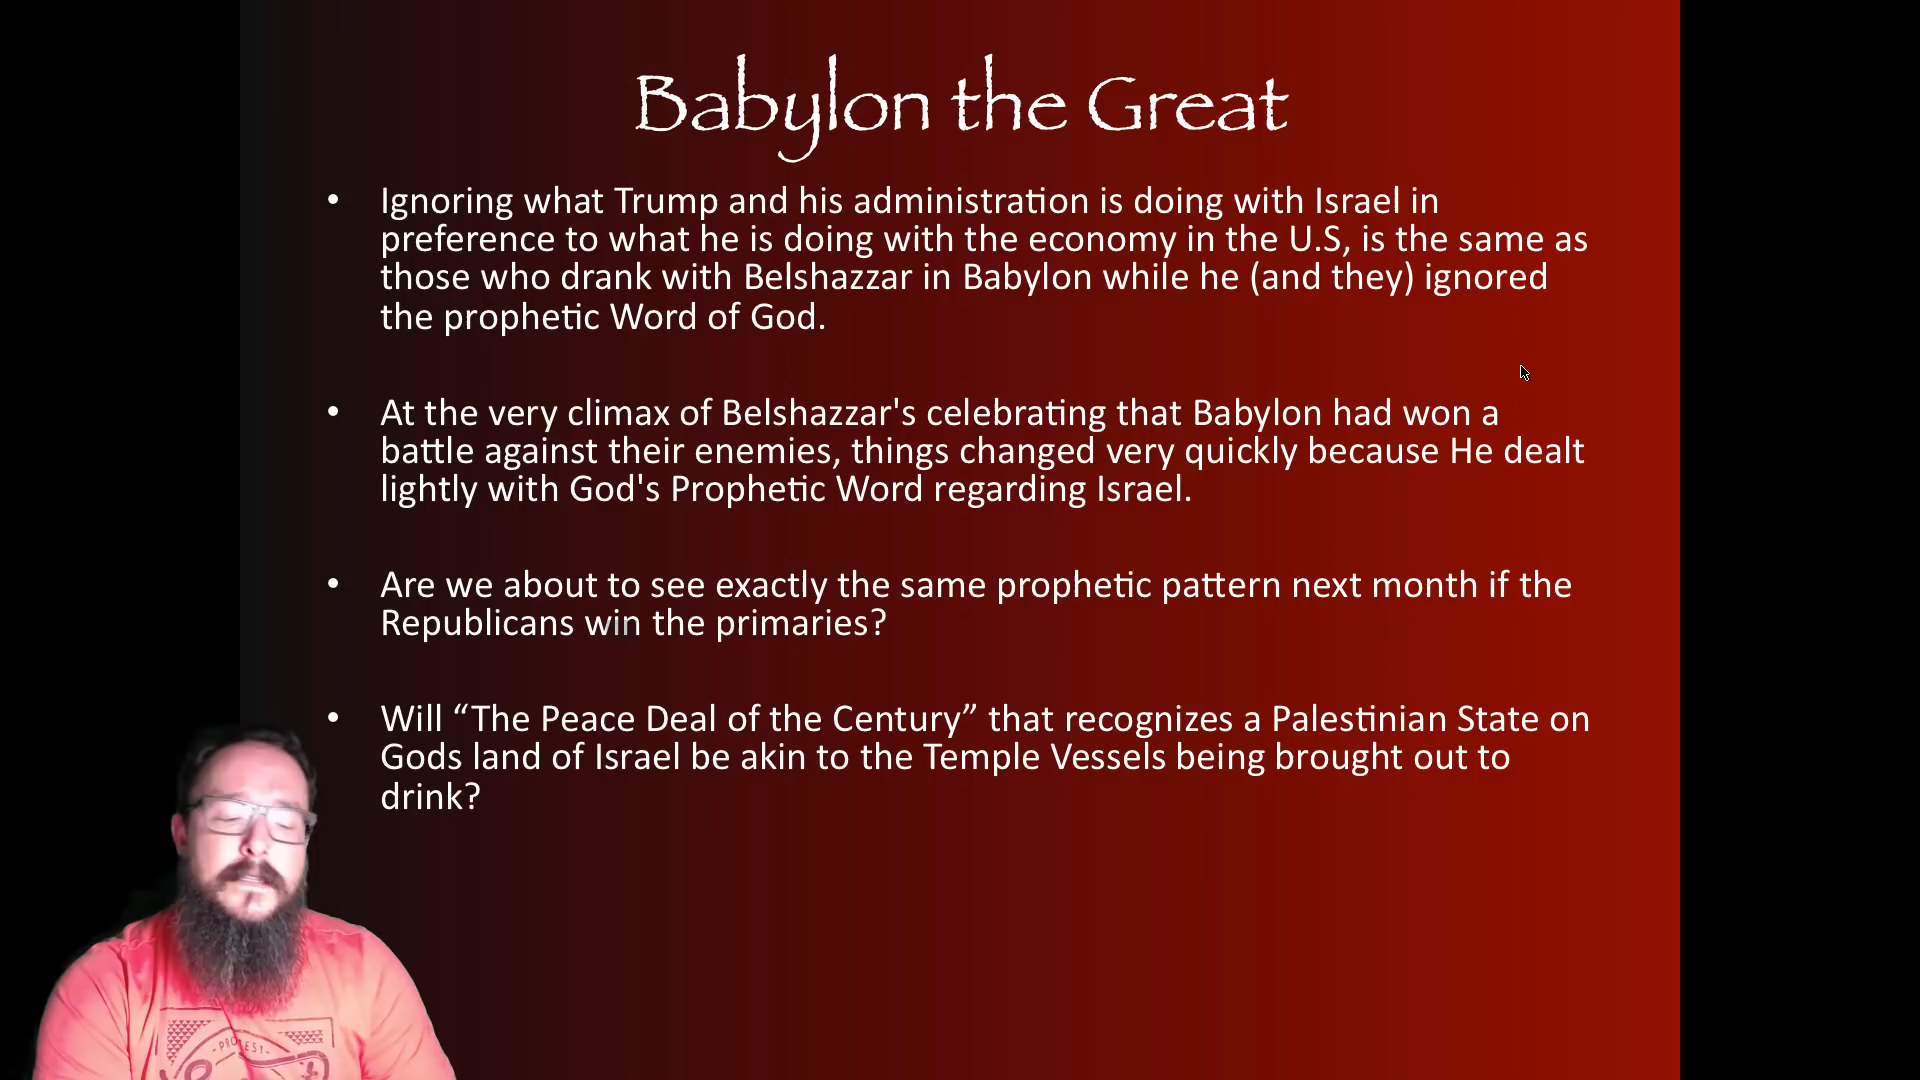 Babylon the Great
• Ignoring what Trump and his administration is doing with Israel in
preference to what he is doing with the economy in the U.S, is the same as
those who drank with Belshazzar in Babylon while he (and they) ignored
the prophetic Word of God.
• At the very climax of Belshazzar's celebrating that Babylon had won a
battle against their enemies, things changed very quickly because He dealt
lightly with God's Prophetic Word regarding Israel.
• Are we about to see exactly the same prophetic pattern next month if the
Republicans win the primaries?
• Will “The Peace Deal of the Century” that recognizes a Palestinian State on
Gods land of Israel be akin to the Temple Vessels being brought out to
drink?